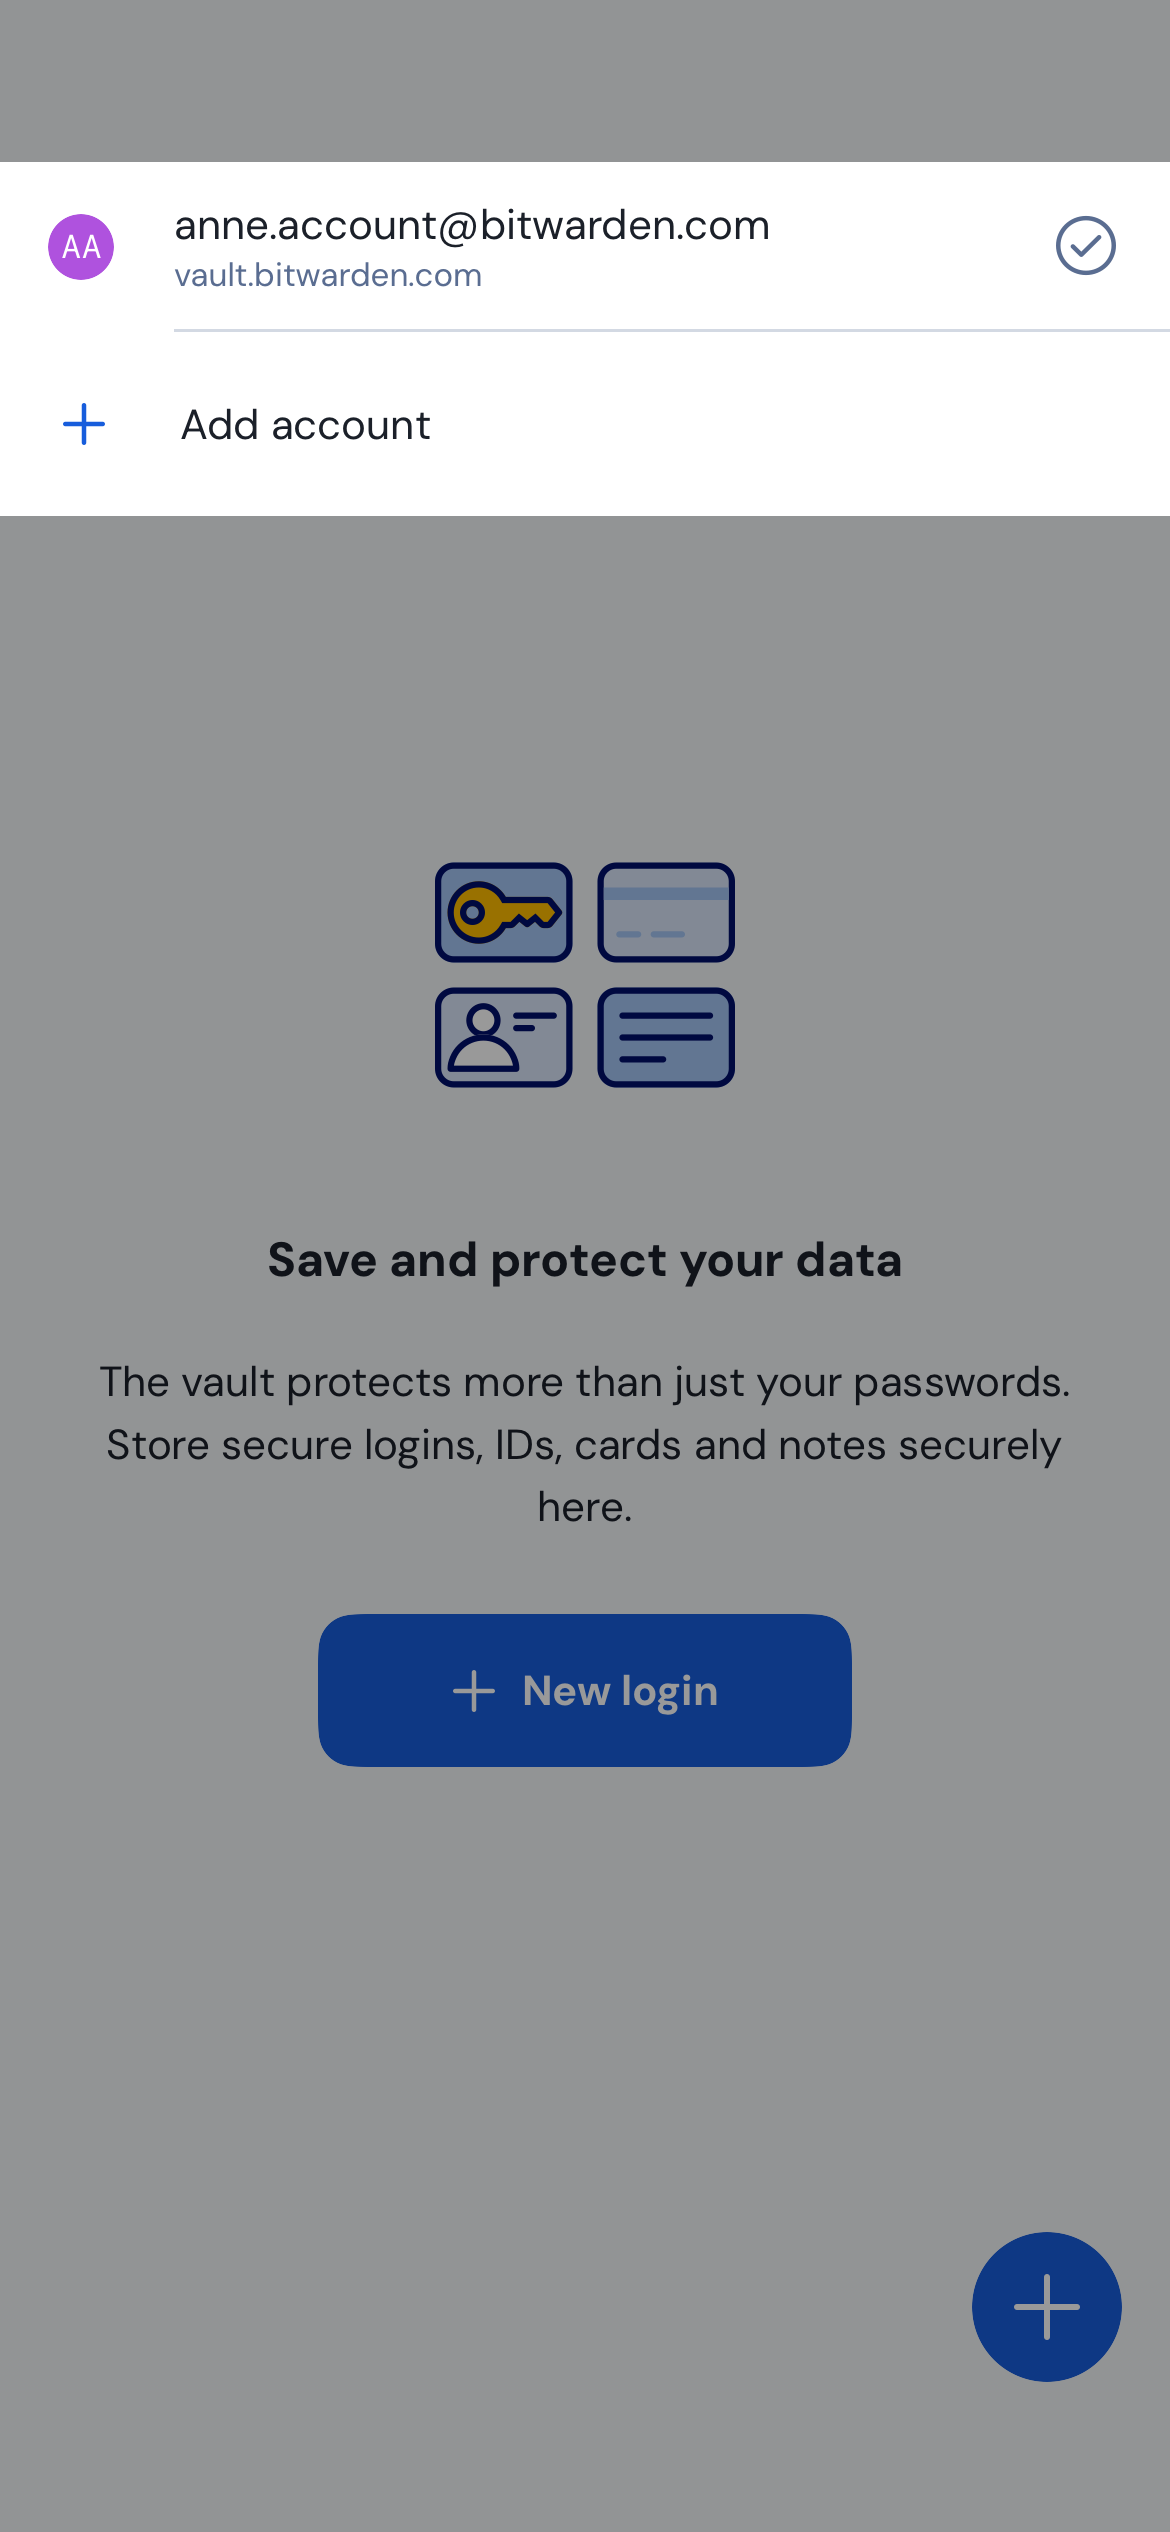 AA
anne.account@bitwarden.com
vault.bitwarden.com
Add account
Save and protect your data
The vault protects more than just your passwords.
Store secure logins, IDs, cards and notes securely
here.
New login